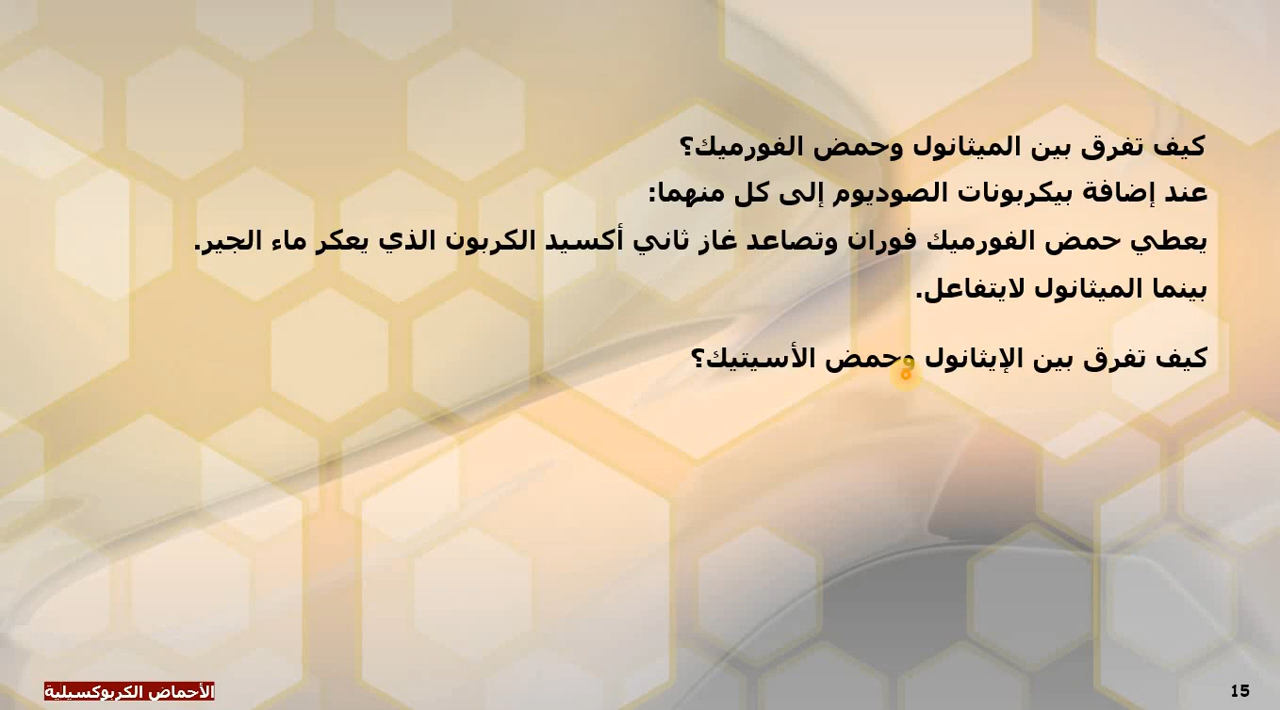 كيف تفرق بين الميثانول وحمض الفورميك؟
عند إضافة بيكربونات الصوديوم إلى كل منهما:
يعطي حمض الفورميك فوران وتصاعد غاز ثاني أكسيد الكربون الذي يعكر ماء الجير.
بينما الميثانول لايتفاعل.
كيف تفرق بين الإيثانول وحمض الأسيتيك؟
الأحماض الكربوكسيلية
15